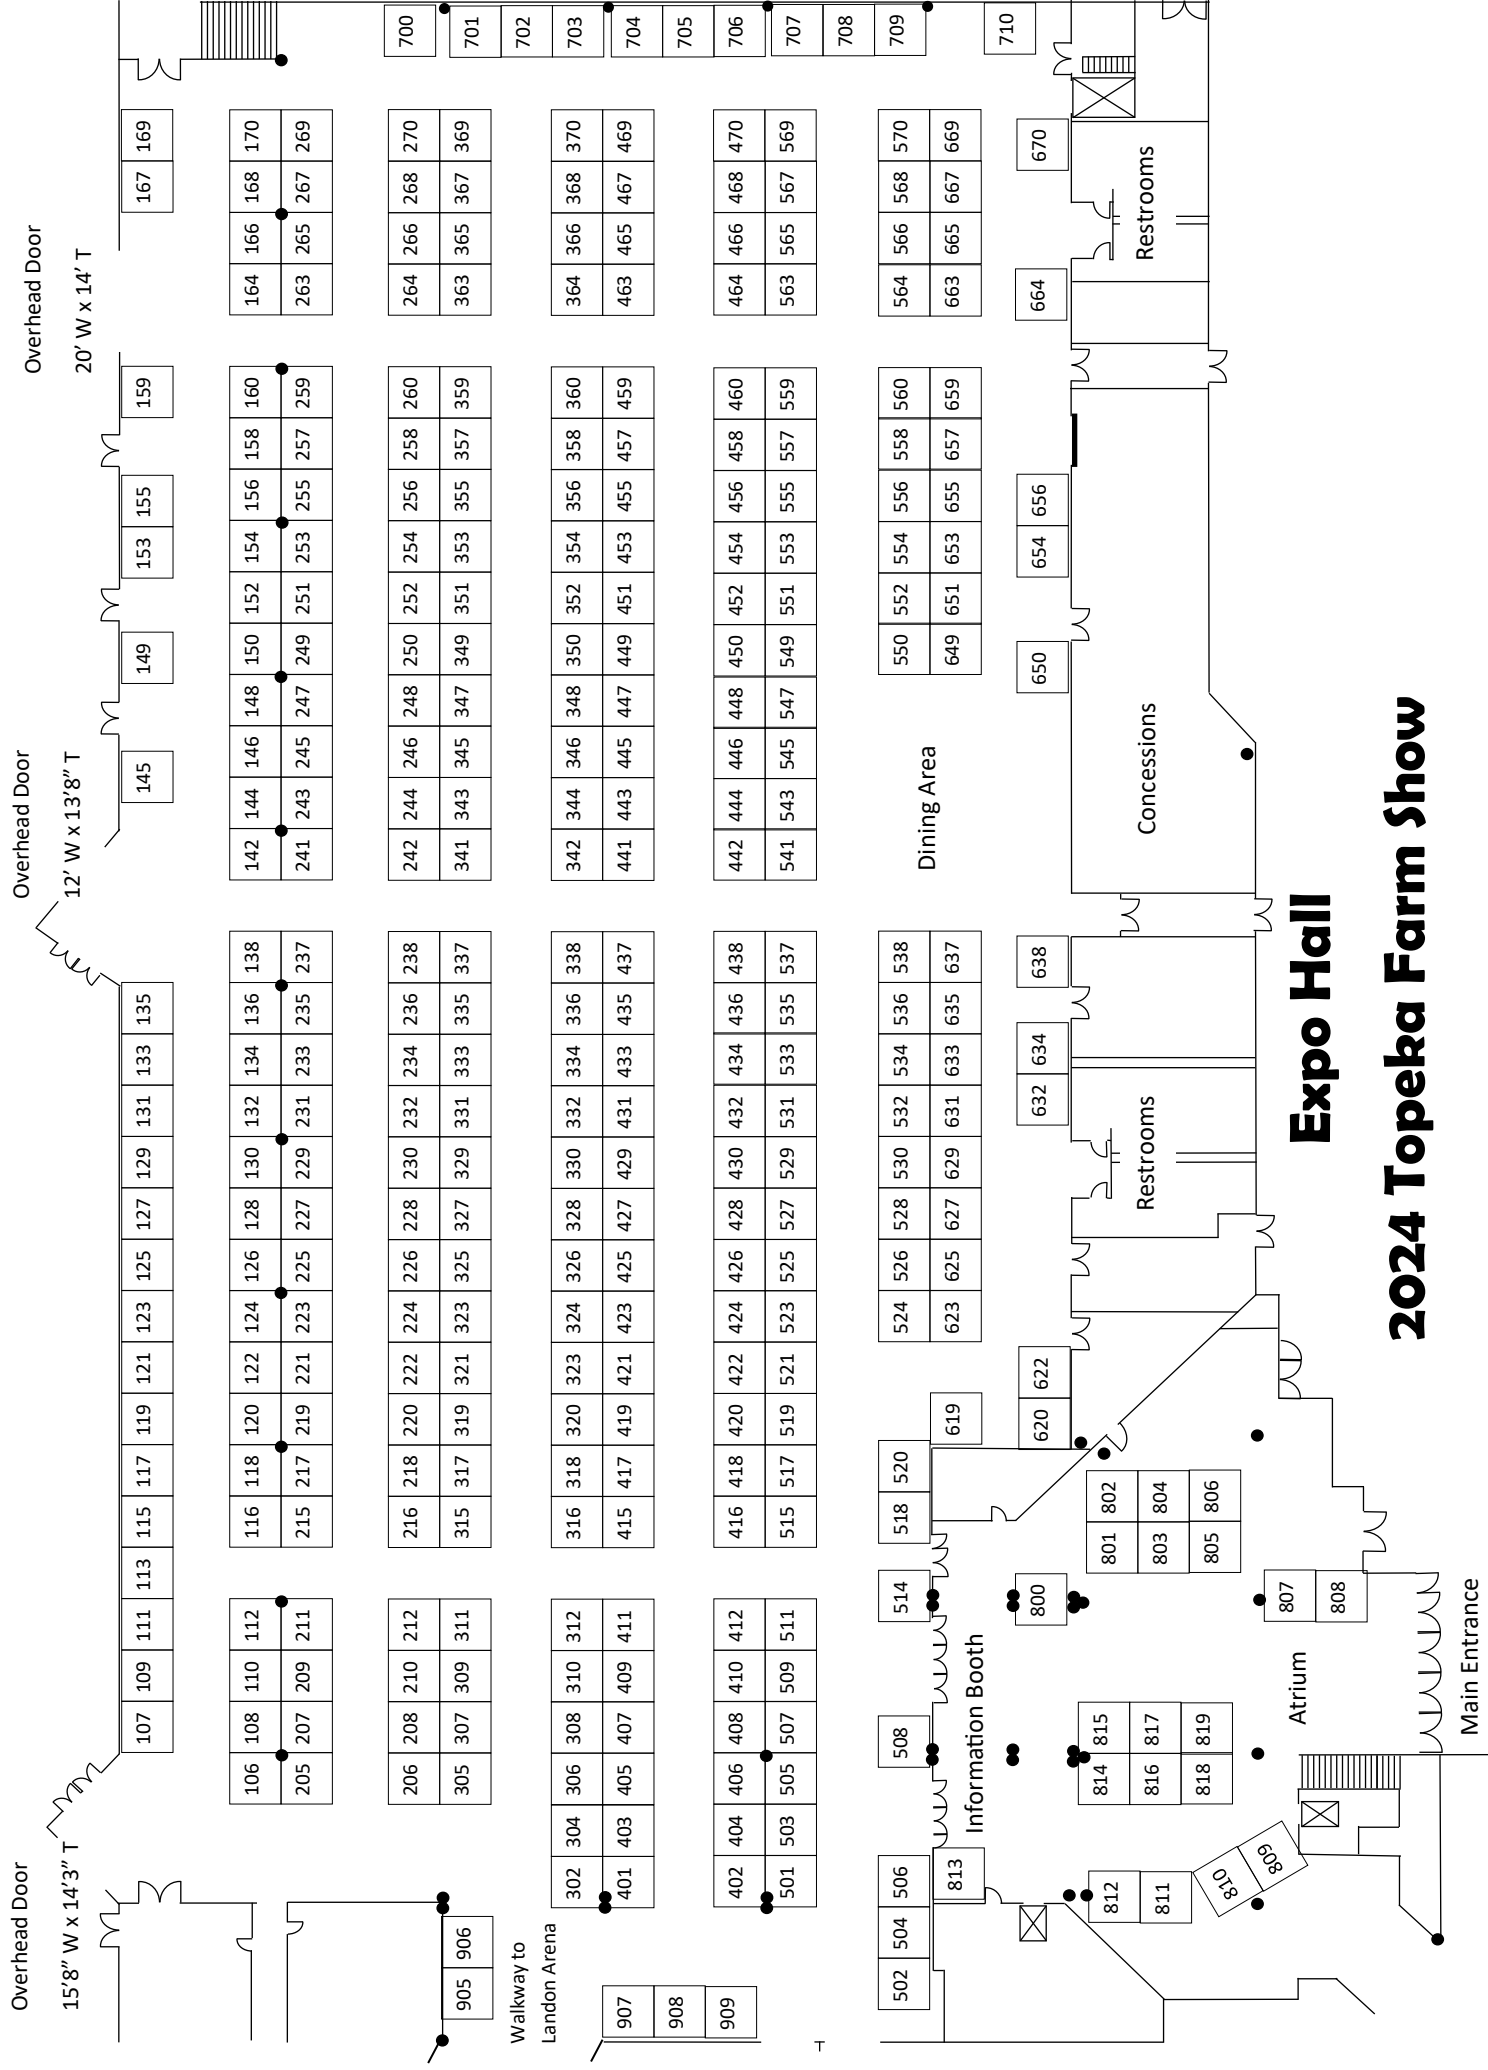 Overhead Door
15'8" W x 14'3" T
Overhead Door
12' W x 13'8" T
Overhead Door
20' W x 14' T
107 109 111 113 115 117 119 121 123 125 127 129 131 133 135 145 149 153 155 159 167 169
106 108 110 112 116 118 120 122 124 126 128 130 132 134 136 138 142 144 146 148 150 152 154 156 158 160 164 166 168 170
205 207 209 211 215 217 219 221 223 225 227 229 231 233 235 237 241 243 245 247 249 251 253 255 257 259 263 265 267 269
206 208 210 212 216 218 220 222 224 226 228 230 232 234 236 238 242 244 246 248 250 252 254 256 258 260 264 266 268 270 700
905 906 305 307 309 311 315 317 319 321 323 325 327 329 331 333 335 337 341 343 345 347 349 351 353 355 357 359 363 365 367 369 701
Walkway to
Landon Arena
702
302 304 306 308 310 312 316 318 320 323 324 326 328 330 332 334 336 338 342 344 346 348 350 352 354 356 358 360 364 366 368 370 703
907 401 403 405 407 409 411 415 417 419 421 423 425 427 429 431 433 435 437 441 443 445 447 449 451 453 455 457 459 463 465 467 469 704
908 705
909 402 404 406 408 410 412 416 418 420 422 424 426 428 430 432 434 436 438 442 444 446 448 450 452 454 456 458 460 464 466 468 470 706
501 503 505 507 509 511 515 517 519 521 523 525 527 529 531 533 535 537 541 543 545 547 549 551 553 555 557 559 563 565 567 569 707
708
502 504 506 508 514 518 520 524 526 528 530 532 534 536 538 550 552 554 556 558 560 564 566 568 570 709
Dining Area
813 619 623 625 627 629 631 633 635 637 649 651 653 655 657 659 663 665 667 669
Information Booth
710
800 620 622 632 634 638 650 654 656 664 670
812 814 815 801 802
Restrooms
Concessions
Restrooms
811 816 817 803 804
818 819 805 806
810 809
807
808
Atrium
Expo Hall
2024 Topeka Farm Show
Main Entrance